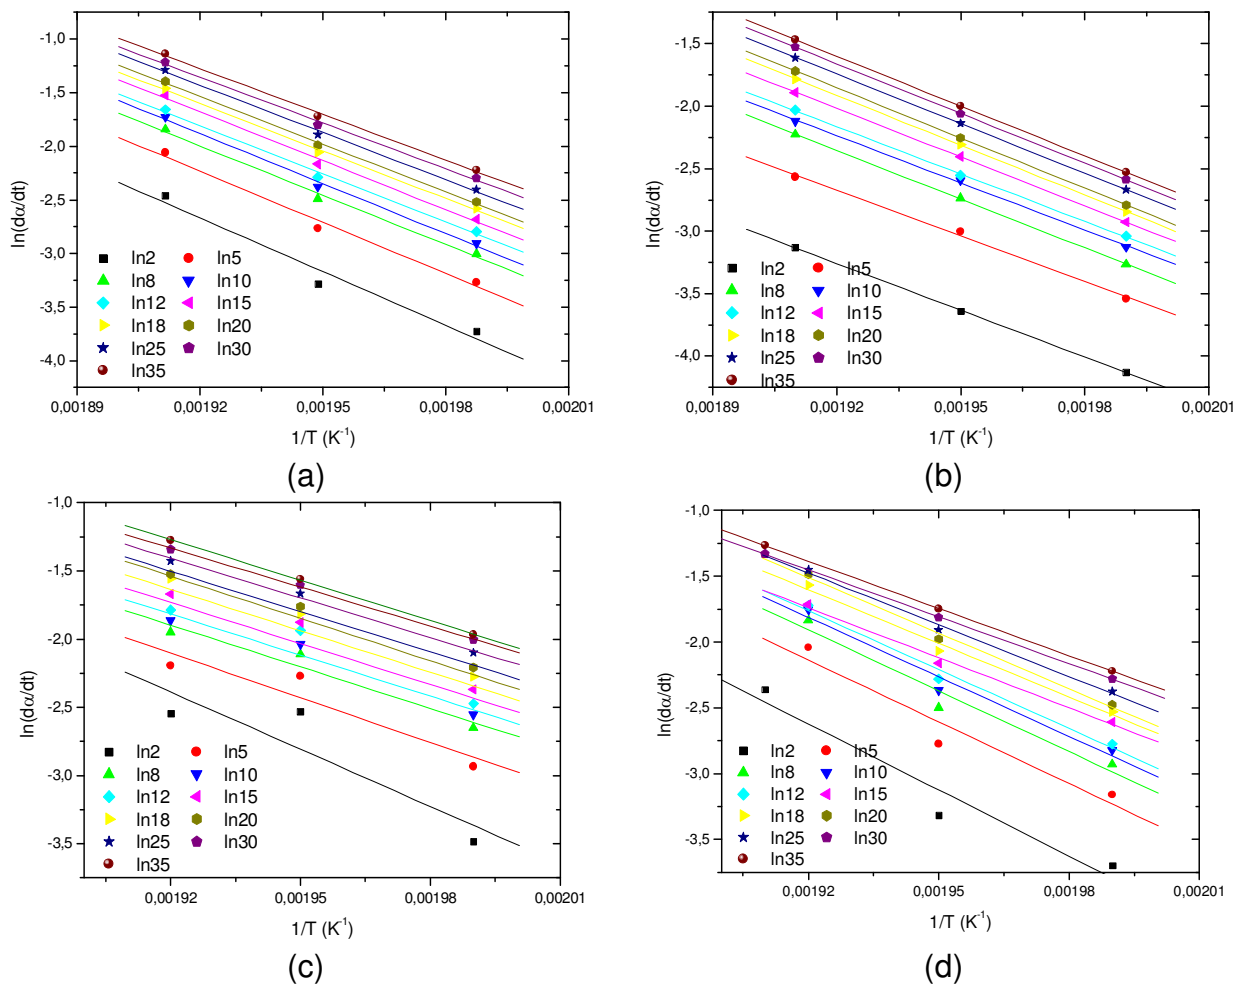 -1,0
-1,5
-2,0
-2,5
-3,0
-3,5
-4,0
ln(dα/dt)
ln2 ln5
ln8 ln10
ln12 ln15
ln18 ln20
ln25 ln30
ln35
0,00189 0,00192 0,00195 0,00198 0,00201
1/T (K⁻¹)
(a)
-1,5
-2,0
-2,5
-3,0
-3,5
-4,0
ln(dα/dt)
ln2 ln5
ln8 ln10
ln12 ln15
ln18 ln20
ln25 ln30
ln35
0,00189 0,00192 0,00195 0,00198 0,00201
1/T (K⁻¹)
(b)
-1,0
-1,5
-2,0
-2,5
-3,0
-3,5
ln(dα/dt)
ln2 ln5
ln8 ln10
ln12 ln15
ln18 ln20
ln25 ln30
ln35
0,00192 0,00195 0,00198 0,00201
1/T (K⁻¹)
(c)
-1,0
-1,5
-2,0
-2,5
-3,0
-3,5
ln(dα/dt)
ln2 ln5
ln8 ln10
ln12 ln15
ln18 ln20
ln25 ln30
ln35
0,00192 0,00195 0,00198 0,00201
1/T (K⁻¹)
(d)